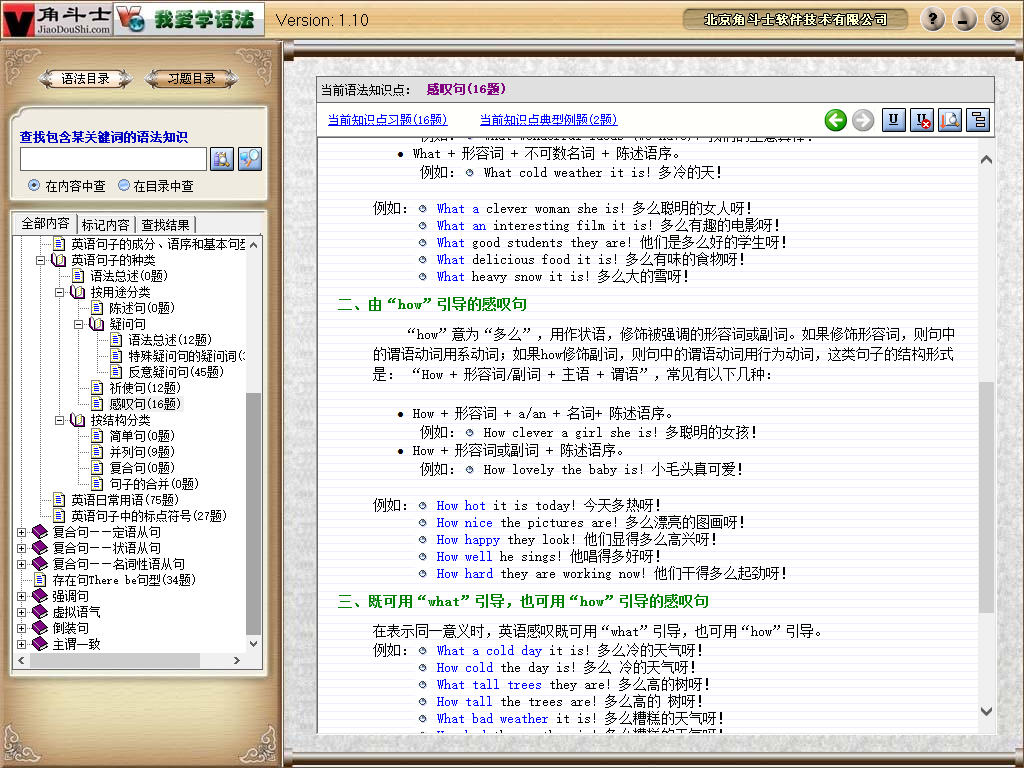 角斗士
JiaoDouShi.com
我爱学语法
Version: 1.10
北京角斗士软件技术有限公司
语法目录
习题目录
查找包含某关键词的语法知识
在内容中查
在目录中查
全部内容
标记内容
查找结果
英语句子的成分、语序和基本句型
英语句子的种类
语法总述(0题)
按用途分类
陈述句(0题)
疑问句
语法总述(12题)
特殊疑问句的疑问词(
反意疑问句(45题)
祈使句(12题)
感叹句(16题)
按结构分类
简单句(0题)
并列句(9题)
复合句(0题)
句子的合并(0题)
英语日常用语(75题)
英语句子中的标点符号(27题)
复合句——定语从句
复合句——状语从句
复合句——名词性语从句
存在句There be句型(34题)
强调句
虚拟语气
倒装句
主谓一致
当前语法知识点： 感叹句(16题)
当前知识点习题(16题)
当前知识点典型例题(2题)
What + 形容词 + 不可数名词 + 陈述语序。
例如： What cold weather it is! 多冷的天!
例如： What a clever woman she is! 多么聪明的女人呀!
What an interesting film it is! 多么有趣的电影呀!
What good students they are! 他们是多么好的学生呀!
What delicious food it is! 多么有味的食物呀!
What heavy snow it is! 多么大的雪呀!
二、由“how”引导的感叹句
“how”意为“多么”，用作状语，修饰被强调的形容词或副词。如果修饰形容词，则句中
的谓语动词用系动词；如果how修饰副词，则句中的谓语动词用行为动词，这类句子的结构形式
是： “How + 形容词/副词 + 主语 + 谓语”，常见有以下几种：
How + 形容词 + a/an + 名词+ 陈述语序。
例如： How clever a girl she is! 多聪明的女孩!
How + 形容词或副词 + 陈述语序。
例如： How lovely the baby is! 小毛头真可爱!
例如： How hot it is today! 今天多热呀!
How nice the pictures are! 多么漂亮的图画呀!
How happy they look! 他们显得多么高兴呀!
How well he sings! 他唱得多好呀!
How hard they are working now! 他们干得多么起劲呀!
三、既可用“what”引导，也可用“how”引导的感叹句
在表示同一意义时，英语感叹既可用“what”引导，也可用“how”引导。
例如： What a cold day it is! 多么冷的天气呀!
How cold the day is! 多么 冷的天气呀!
What tall trees they are! 多么高的树呀!
How tall the trees are! 多么高的 树呀!
What bad weather it is! 多么糟糕的天气呀!